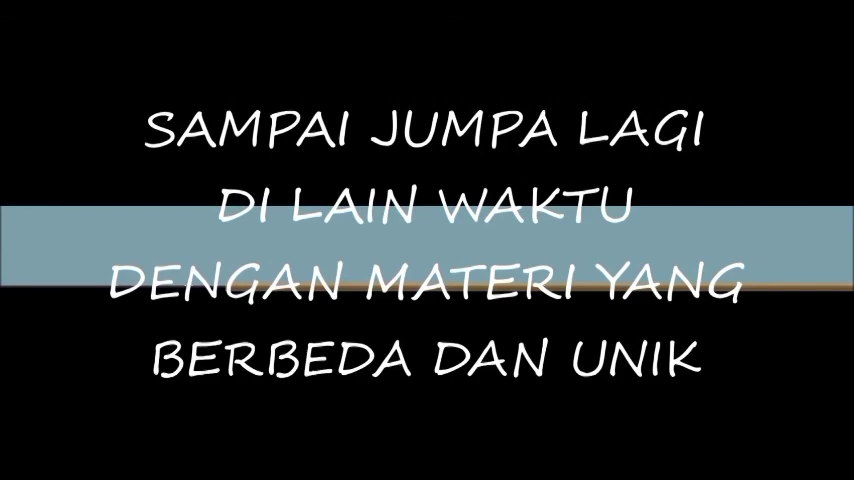 SAMPAI JUMPA LAGI
DI LAIN WAKTU
DENGAN MATERI YANG
BERBEDA DAN UNIK